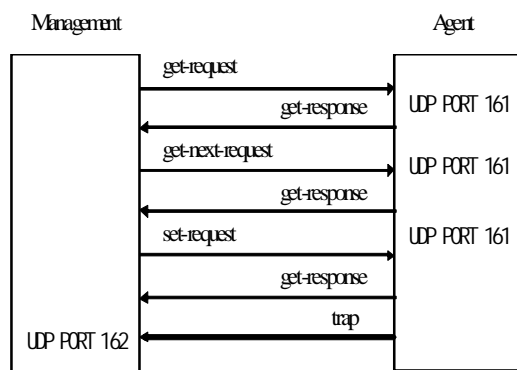 Management Agent
get-request
get-response UDP PORT 161
get-next-request
UDP PORT 161
get-response
set-request UDP PORT 161
get-response
trap
UDP PORT 162